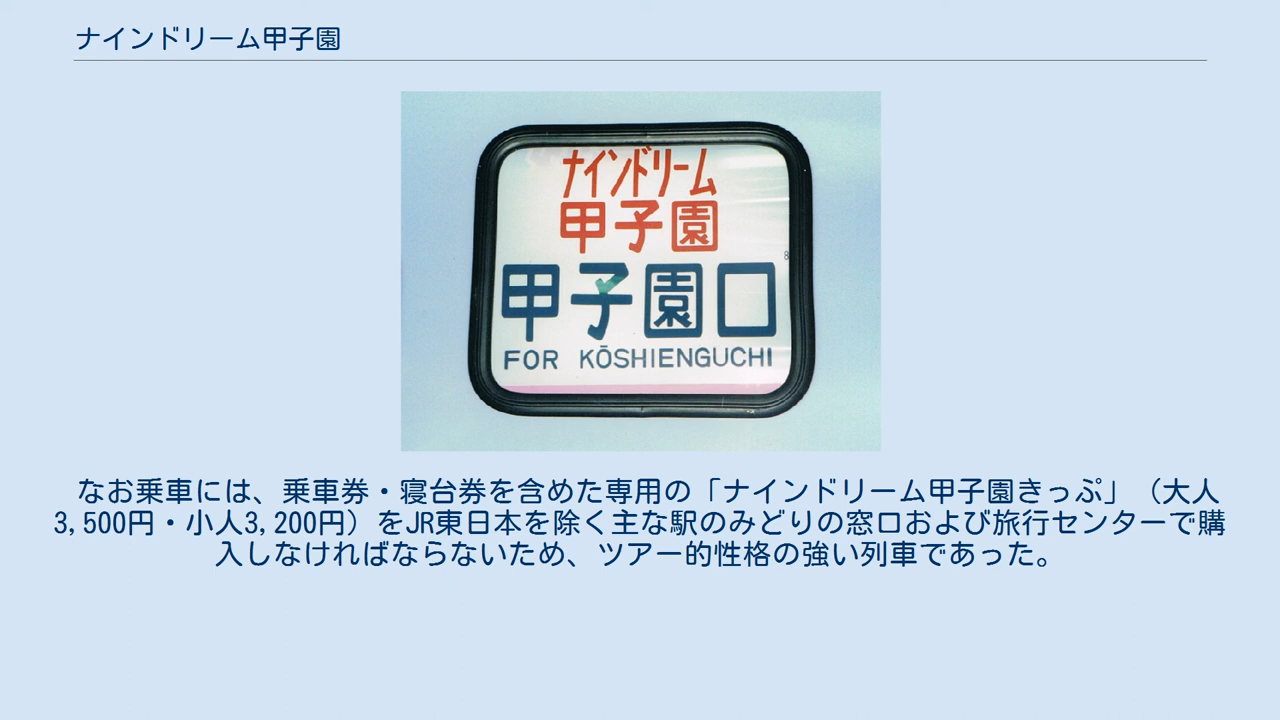 ナインドリーム甲子園
ナインドリーム
甲子園
8
甲子園口
FOR KŌSHIENGUCHI
なお乗車には、乗車券・寝台券を含めた専用の「ナインドリーム甲子園きっぷ」（大人
3,500円・小人3,200円）をJR東日本を除く主な駅のみどりの窓口および旅行センターで購
入しなければならないため、ツアー的性格の強い列車であった。